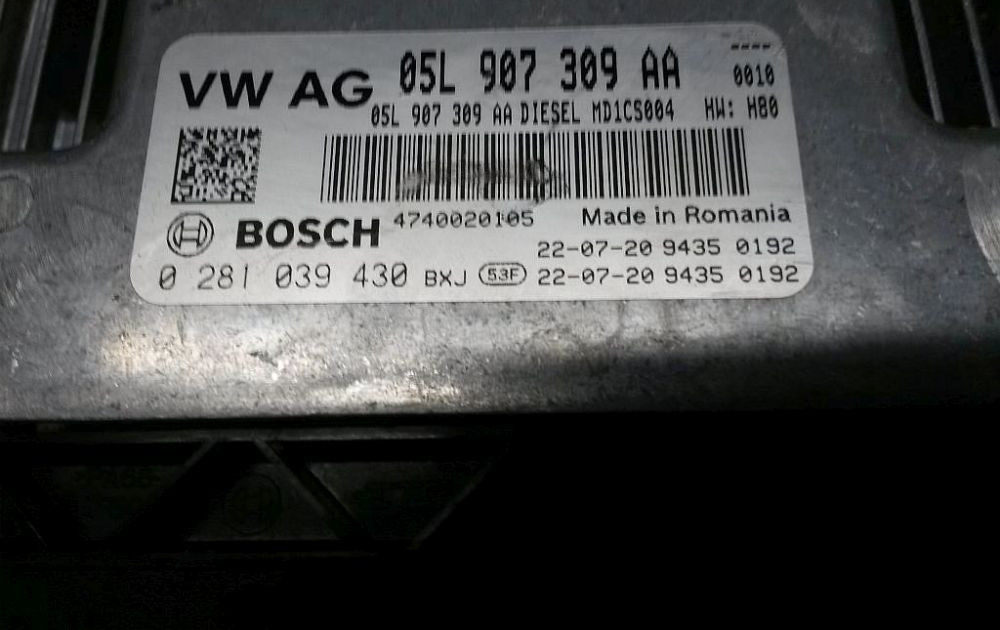 VW AG 05L 907 309 AA ----
0010
05L 907 309 AA DIESEL MD1CS004 HW: H80
4740020105 Made in Romania
BOSCH
22-07-20 9435 0192
0 281 039 430 BXJ 53F 22-07-20 9435 0192